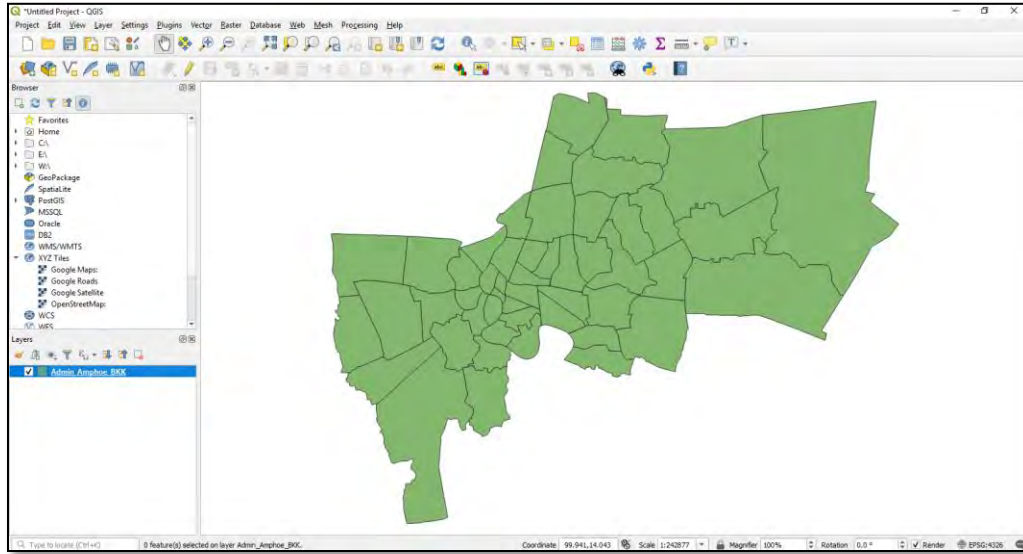 *Untitled Project - QGIS
Project Edit View Layer Settings Plugins Vector Raster Database Web Mesh Processing Help
Browser
Favorites
Home
C:\
E:\
W:\
GeoPackage
SpatiaLite
PostGIS
MSSQL
Oracle
DB2
WMS/WMTS
XYZ Tiles
Google Maps:
Google Roads
Google Satellite
OpenStreetMap:
WCS
WFS
Layers
Admin_Amphoe_BKK
Type to locate (Ctrl+K) 0 feature(s) selected on layer Admin_Amphoe_BKK. Coordinate 99.941,14.043 Scale 1:242877 Magnifier 100% Rotation 0.0 ° Render EPSG:4326